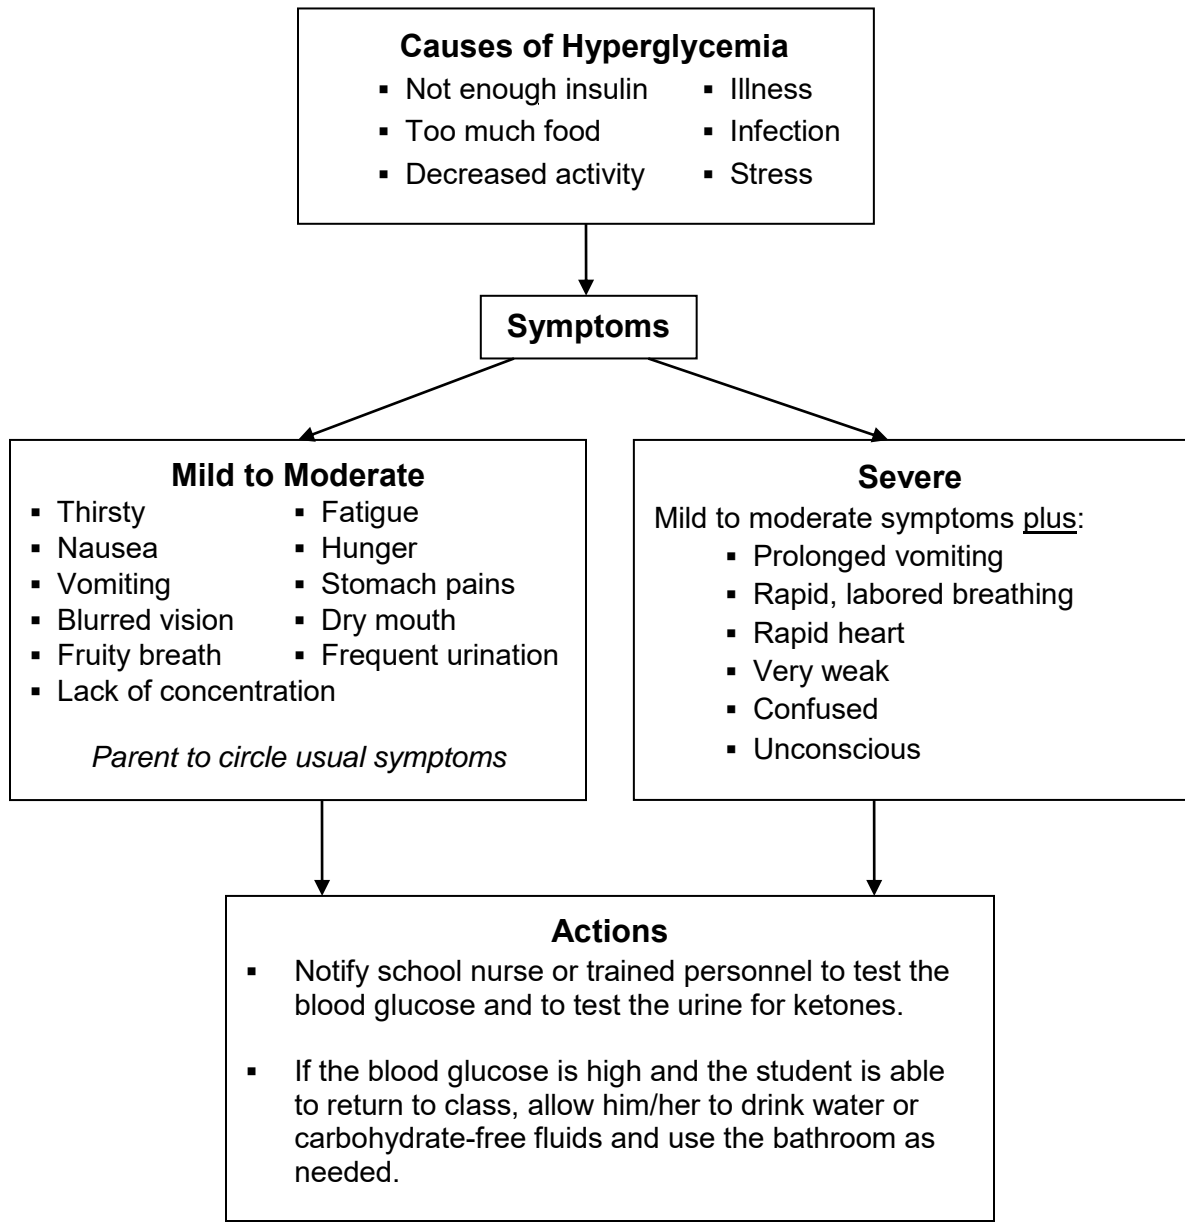 Causes of Hyperglycemia
▪ Not enough insulin ▪ Illness
▪ Too much food ▪ Infection
▪ Decreased activity ▪ Stress
Symptoms
Mild to Moderate
▪ Thirsty ▪ Fatigue
▪ Nausea ▪ Hunger
▪ Vomiting ▪ Stomach pains
▪ Blurred vision ▪ Dry mouth
▪ Fruity breath ▪ Frequent urination
▪ Lack of concentration
Parent to circle usual symptoms
Severe
Mild to moderate symptoms plus:
▪ Prolonged vomiting
▪ Rapid, labored breathing
▪ Rapid heart
▪ Very weak
▪ Confused
▪ Unconscious
Actions
▪ Notify school nurse or trained personnel to test the
blood glucose and to test the urine for ketones.
▪ If the blood glucose is high and the student is able
to return to class, allow him/her to drink water or
carbohydrate-free fluids and use the bathroom as
needed.